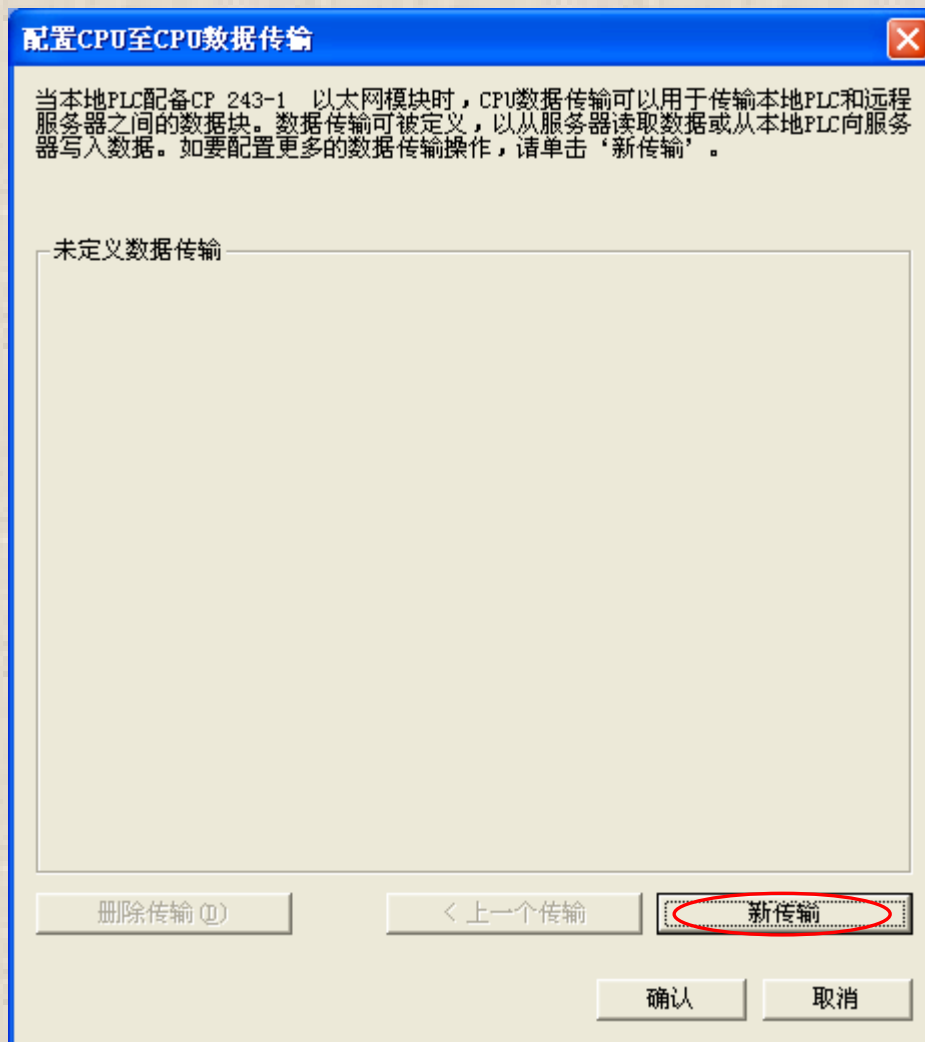 配置CPU至CPU数据传输
当本地PLC配备CP 243-1 以太网模块时，CPU数据传输可以用于传输本地PLC和远程
服务器之间的数据块。数据传输可被定义，以从服务器读取数据或从本地PLC向服务
器写入数据。如要配置更多的数据传输操作，请单击‘新传输’。
未定义数据传输
删除传输(D)
< 上一个传输
新传输
确认
取消